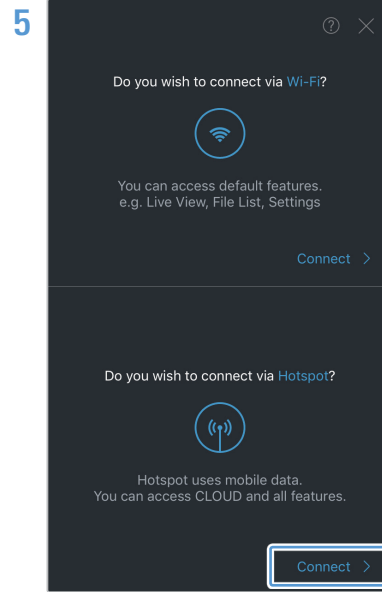 5
Do you wish to connect via Wi-Fi?
You can access default features.
e.g. Live View, File List, Settings
Connect >
Do you wish to connect via Hotspot?
Hotspot uses mobile data.
You can access CLOUD and all features.
Connect >